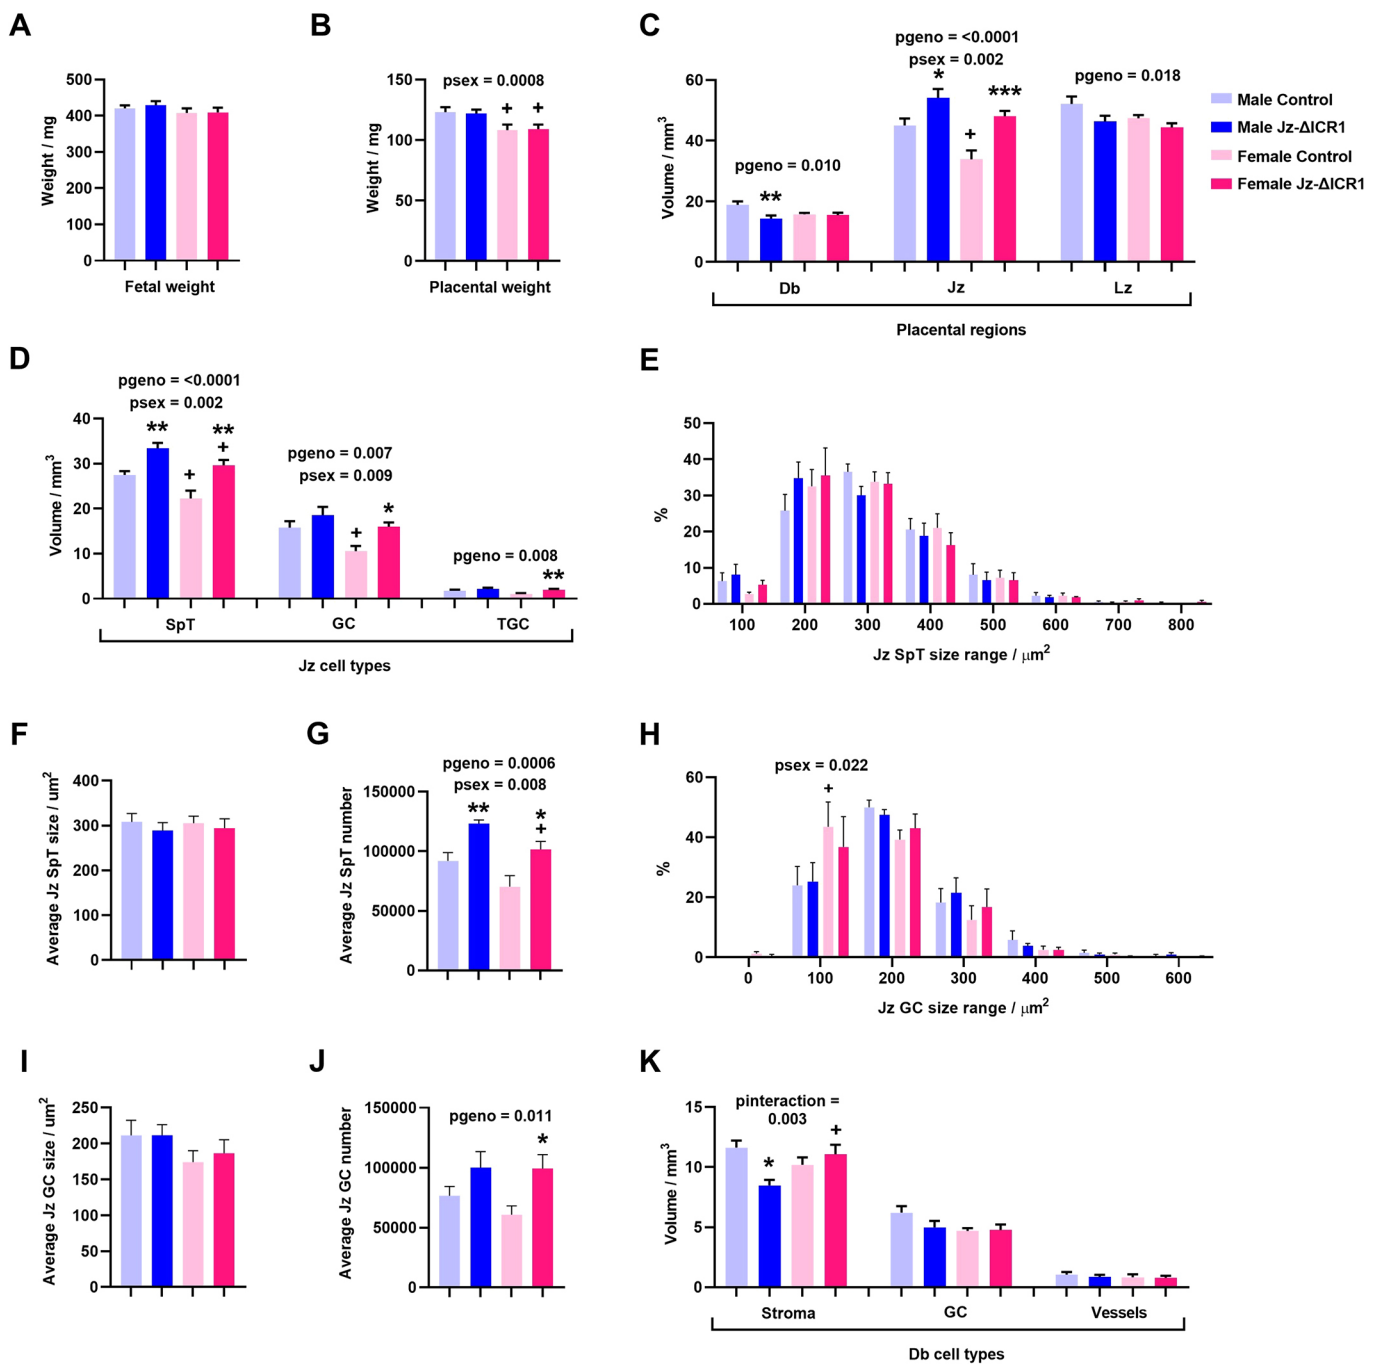 A
500
400
300
200
100
0
Weight / mg
Fetal weight
B
psex = 0.0008
150
100
50
0
Weight / mg
+ +
Placental weight
C
pgeno = <0.0001
psex = 0.002
pgeno = 0.018
pgeno = 0.010
60
40
20
0
Volume / mm³
**
*
+
***
Db Jz Lz
Placental regions
Male Control
Male Jz-ΔICR1
Female Control
Female Jz-ΔICR1
D
pgeno = <0.0001
psex = 0.002
pgeno = 0.007
psex = 0.009
pgeno = 0.008
40
30
20
10
0
Volume / mm³
**
+
**
+
+
*
**
SpT GC TGC
Jz cell types
E
50
40
30
20
10
0
%
100 200 300 400 500 600 700 800
Jz SpT size range / μm²
F
400
300
200
100
0
Average Jz SpT size / um²
G
pgeno = 0.0006
psex = 0.008
150000
100000
50000
0
Average Jz SpT number
**
*
+
H
psex = 0.022
+
60
40
20
0
%
0 100 200 300 400 500 600
Jz GC size range / μm²
I
250
200
150
100
50
0
Average Jz GC size / um²
J
pgeno = 0.011
150000
100000
50000
0
Average Jz GC number
*
K
pinteraction =
0.003
15
10
5
0
Volume / mm³
*
+
Stroma GC Vessels
Db cell types